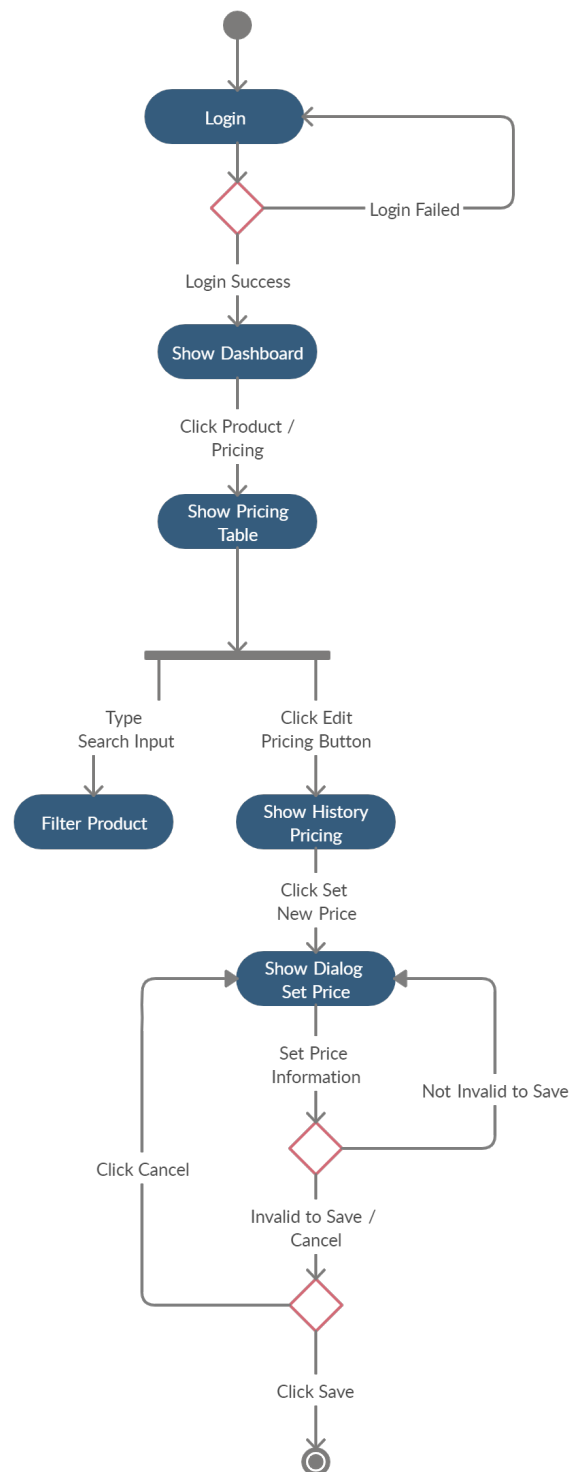 Login
Login Failed
Login Success
Show Dashboard
Click Product /
Pricing
Show Pricing
Table
Type
Search Input
Click Edit
Pricing Button
Filter Product
Show History
Pricing
Click Set
New Price
Show Dialog
Set Price
Set Price
Information
Not Invalid to Save
Click Cancel
Invalid to Save /
Cancel
Click Save